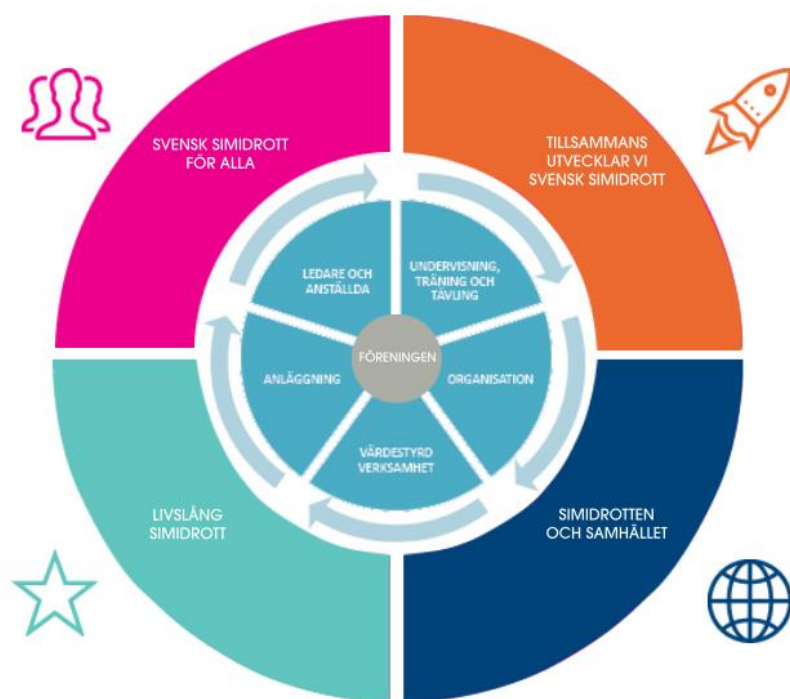 SVENSK SIMIDROTT
FÖR ALLA
TILLSAMMANS
UTVECKLAR VI
SVENSK SIMIDROTT
LEDARE OCH
ANSTÄLLDA
UNDERVISNING,
TRÄNING OCH
TÄVLING
FÖRENINGEN
ANLÄGGNING
ORGANISATION
VÄRDESTYRD
VERKSAMHET
LIVSLÅNG
SIMIDROTT
SIMIDROTTEN
OCH SAMHÄLLET